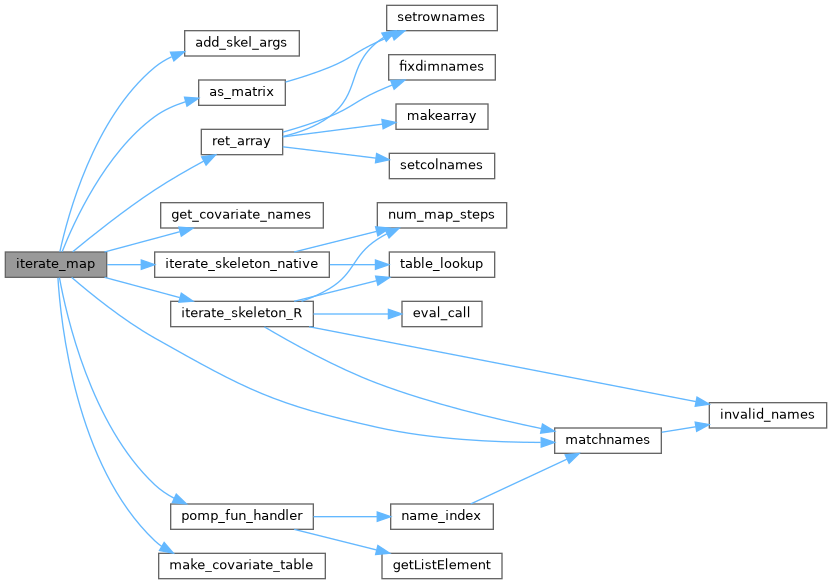 setrownames
add_skel_args
fixdimnames
as_matrix
makearray
ret_array
setcolnames
get_covariate_names
num_map_steps
iterate_map
iterate_skeleton_native
table_lookup
iterate_skeleton_R
eval_call
invalid_names
matchnames
pomp_fun_handler
name_index
make_covariate_table
getListElement